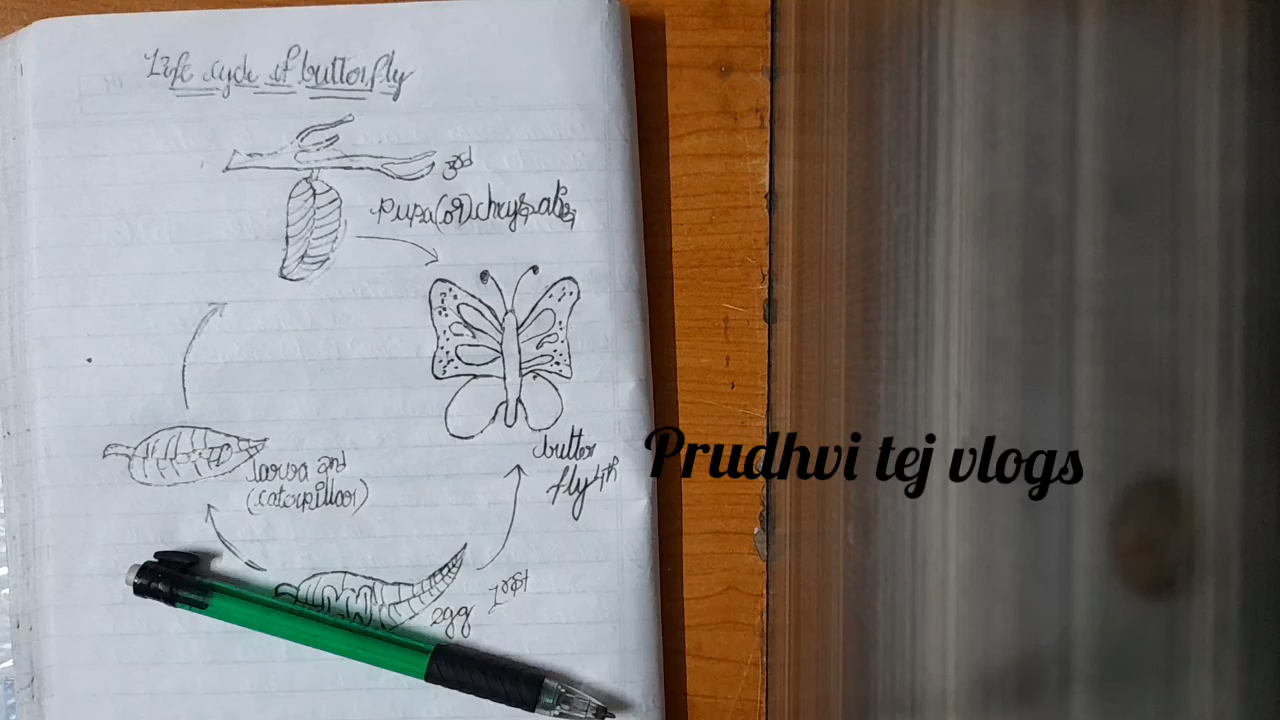 Life cycle of butterfly
3rd
Pupa(or)chrysalis
larva 2nd
(caterpillar)
butter
fly 4th
1st
egg
Prudhvi tej vlogs